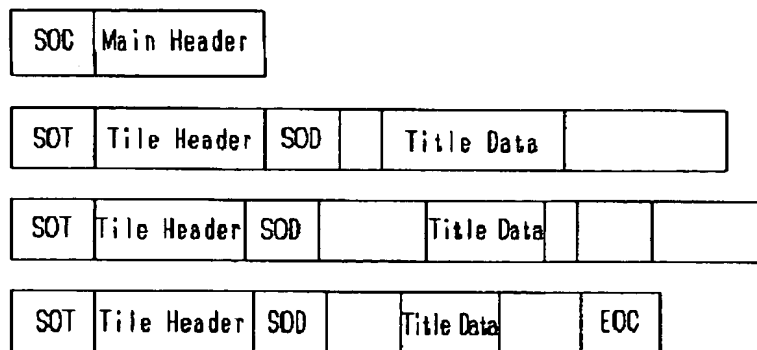 SOC Main Header
SOT Tile Header SOD Title Data
SOT Tile Header SOD Title Data
SOT Tile Header SOD Title Data EOC